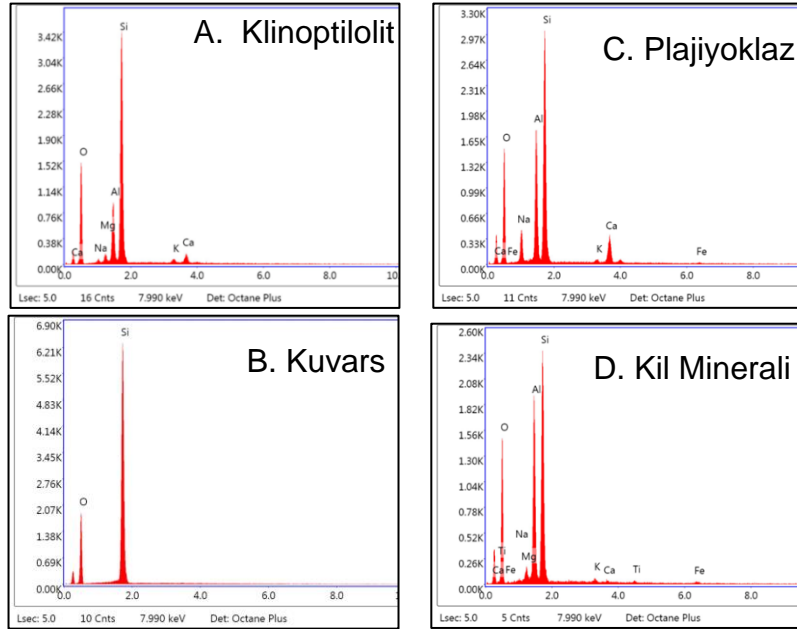 A. Klinoptilolit
3.42K
3.04K
2.66K
2.28K
1.90K
1.52K
1.14K
0.76K
0.38K
0.00K
Si
O
Al
Mg
Na
Ca
K
Ca
0.0 2.0 4.0 6.0 8.0 10.
Lsec: 5.0 16 Cnts 7.990 keV Det: Octane Plus
C. Plajiyoklaz
3.30K
2.97K
2.64K
2.31K
1.98K
1.65K
1.32K
0.99K
0.66K
0.33K
0.00K
Si
Al
O
Na
Ca Fe
K
Ca
Fe
0.0 2.0 4.0 6.0 8.0
Lsec: 5.0 11 Cnts 7.990 keV Det: Octane Plus
B. Kuvars
6.90K
6.21K
5.52K
4.83K
4.14K
3.45K
2.76K
2.07K
1.38K
0.69K
0.00K
Si
O
0.0 2.0 4.0 6.0 8.0
Lsec: 5.0 10 Cnts 7.990 keV Det: Octane Plus
D. Kil Minerali
2.60K
2.34K
2.08K
1.82K
1.56K
1.30K
1.04K
0.78K
0.52K
0.26K
0.00K
Si
Al
O
Na
Ti
Mg
Ca Fe
K
Ca
Ti
Fe
0.0 2.0 4.0 6.0 8.0
Lsec: 5.0 5 Cnts 7.990 keV Det: Octane Plus